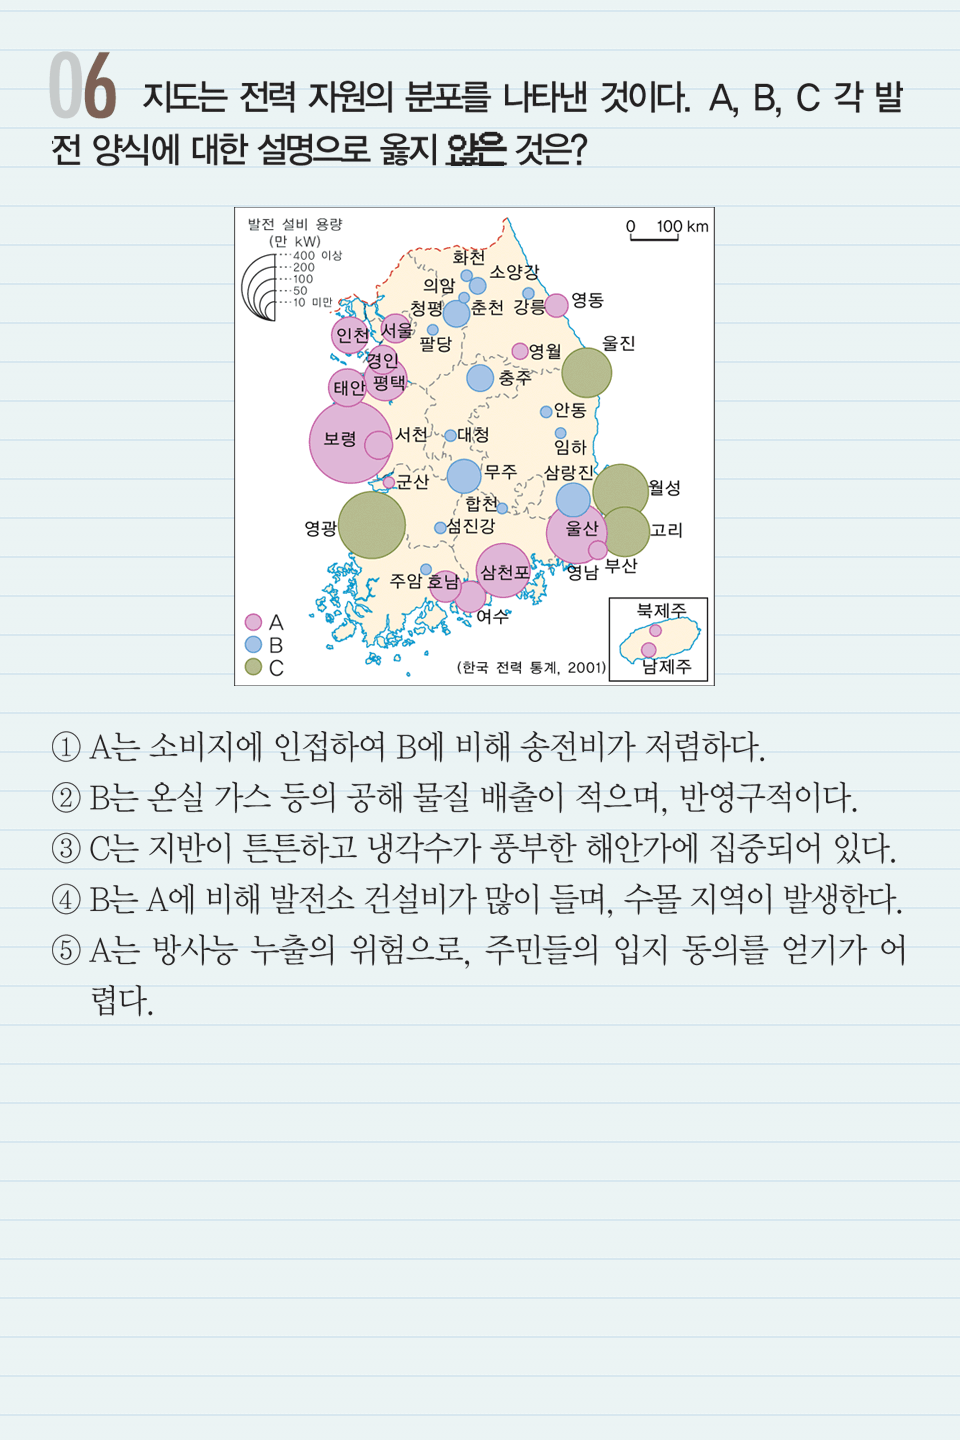 06 지도는 전력 자원의 분포를 나타낸 것이다. A, B, C 각 발
전 양식에 대한 설명으로 옳지 않은 것은?
발전 설비 용량
(만 kW)
400 이상
200
100
50
10 미만
0 100 km
화천
소양강
의암
청평
춘천
강릉
영동
인천
서울
팔당
영월
울진
경인
태안
평택
충주
안동
보령
서천
대청
임하
군산
무주
삼랑진
월성
합천
영광
섬진강
울산
고리
주암
호남
삼천포
영남
부산
여수
북제주
남제주
A
B
C
(한국 전력 통계, 2001)
① A는 소비지에 인접하여 B에 비해 송전비가 저렴하다.
② B는 온실 가스 등의 공해 물질 배출이 적으며, 반영구적이다.
③ C는 지반이 튼튼하고 냉각수가 풍부한 해안가에 집중되어 있다.
④ B는 A에 비해 발전소 건설비가 많이 들며, 수몰 지역이 발생한다.
⑤ A는 방사능 누출의 위험으로, 주민들의 입지 동의를 얻기가 어
렵다.